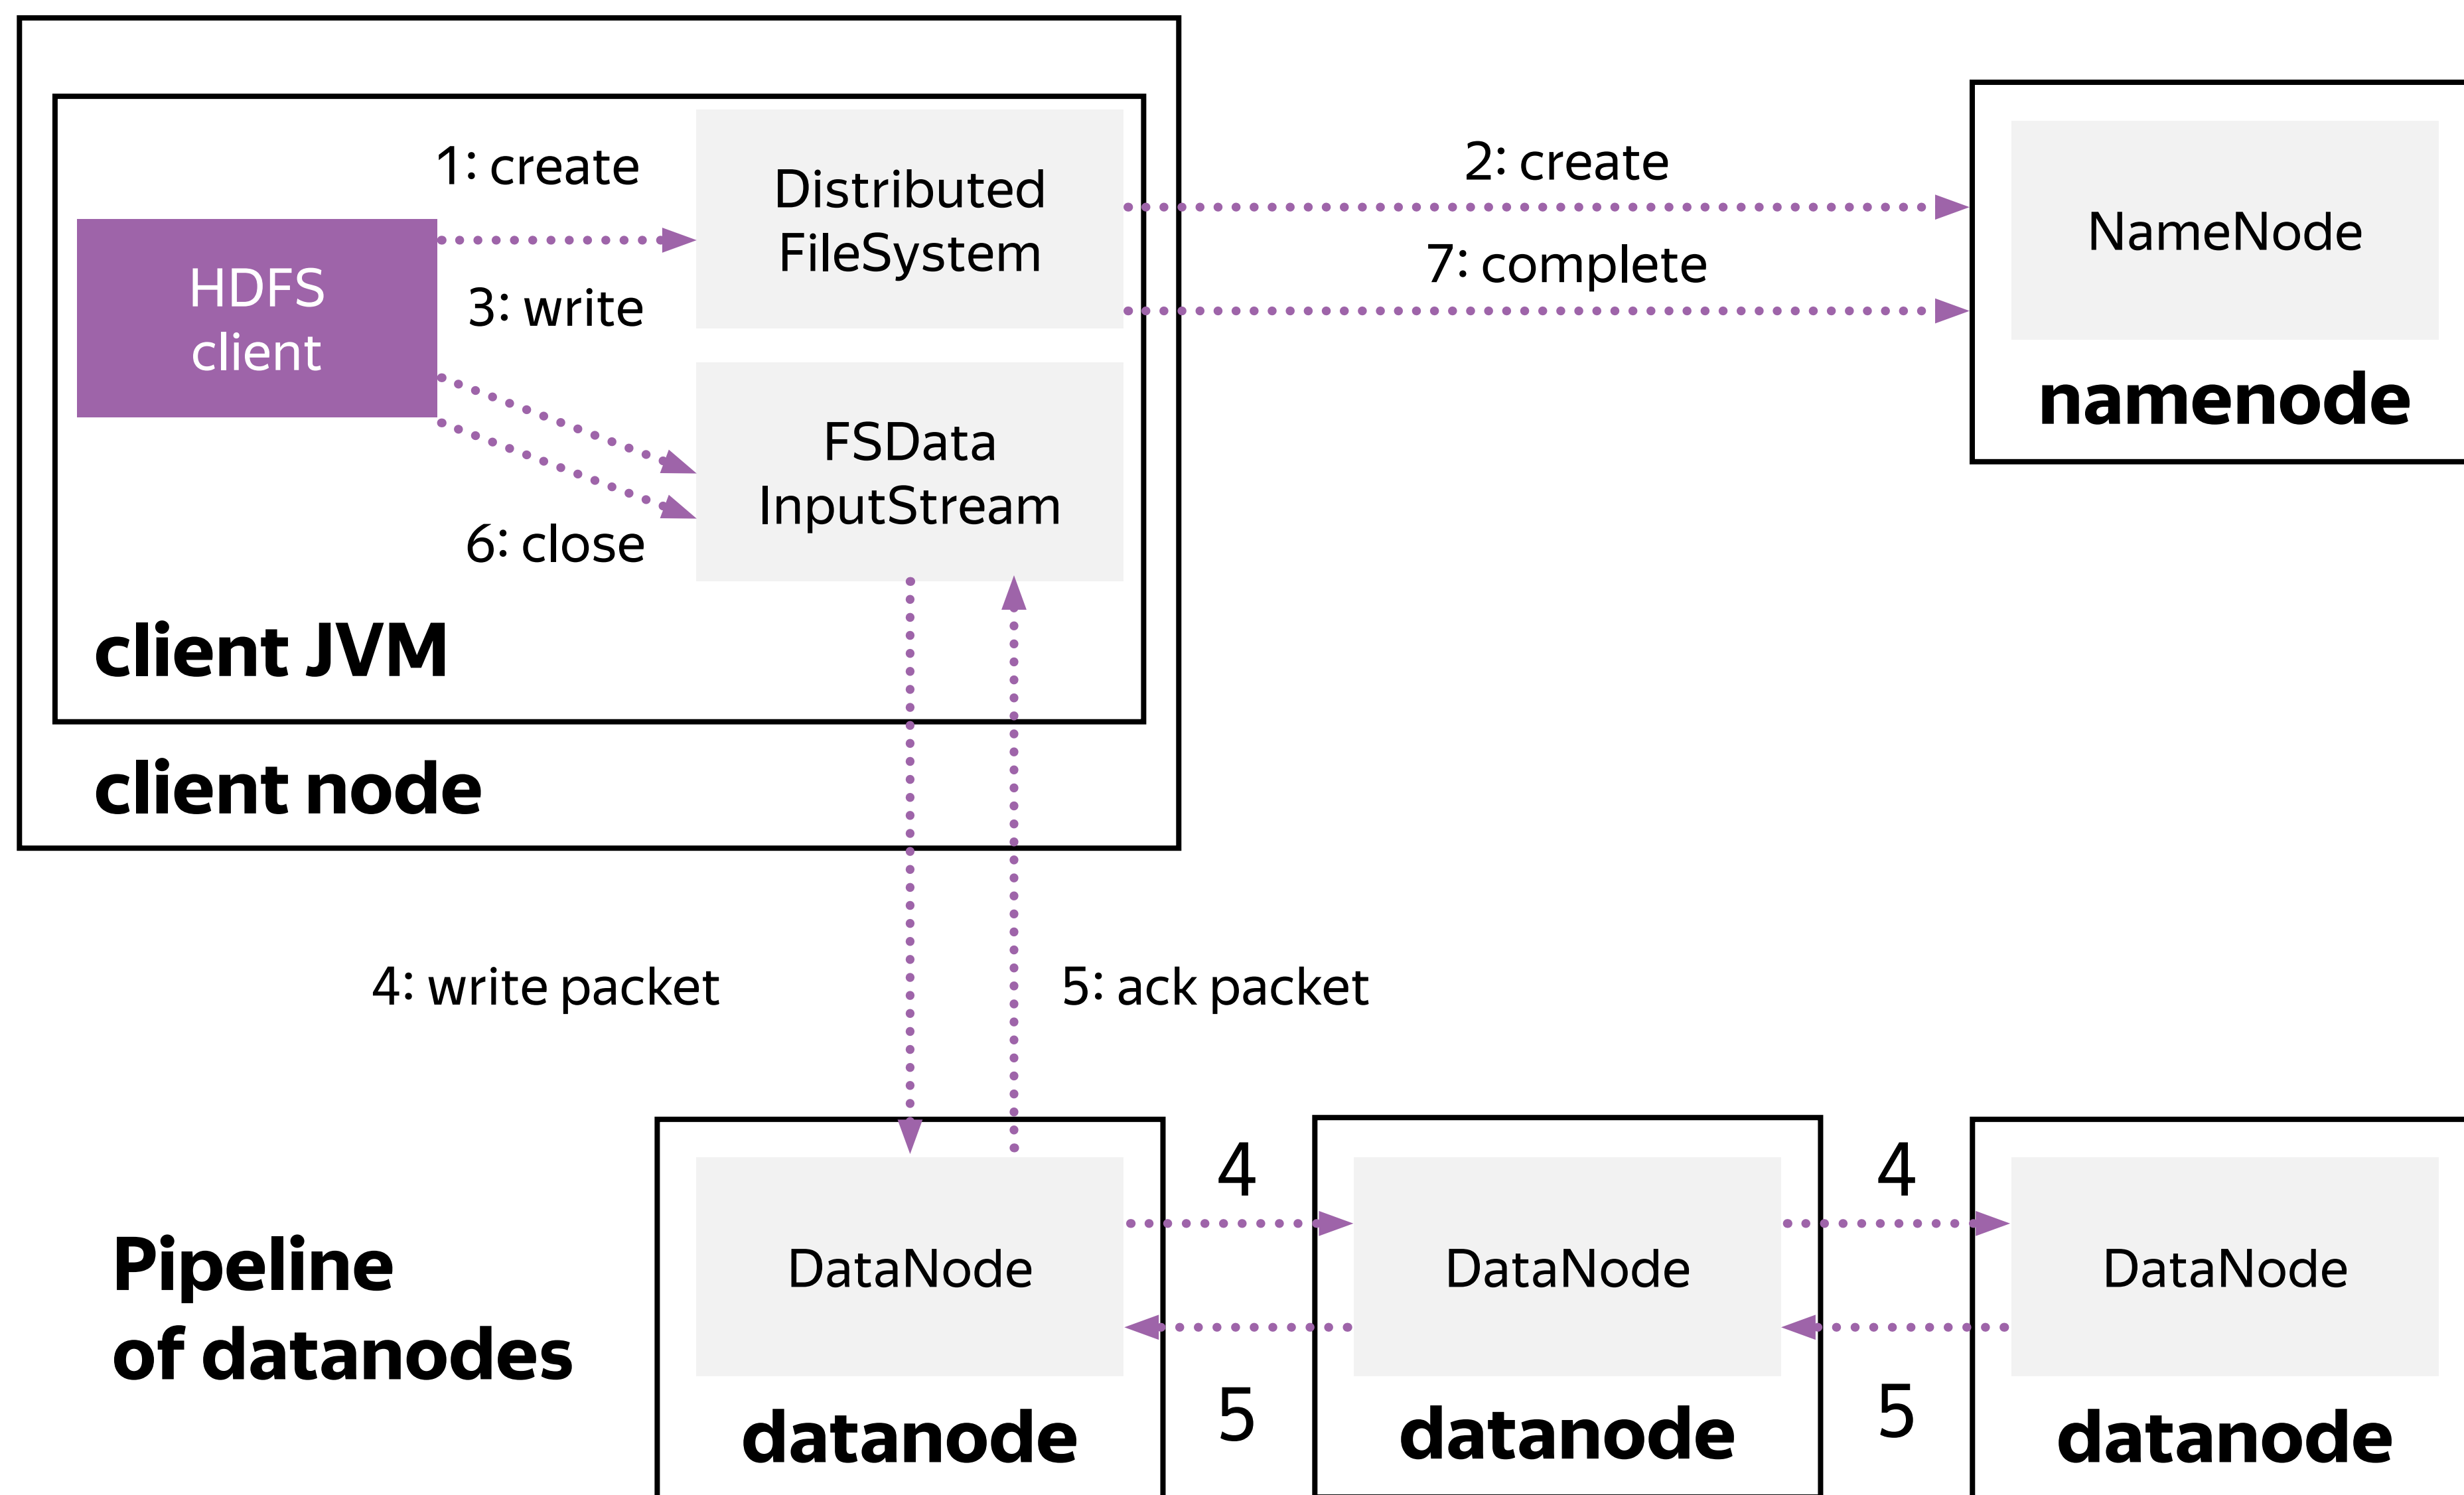 1: create
Distributed
FileSystem
2: create
NameNode
HDFS
client
3: write
7: complete
namenode
FSData
InputStream
6: close
client JVM
client node
4: write packet
5: ack packet
4
4
Pipeline
of datanodes
DataNode
DataNode
DataNode
5
5
datanode
datanode
datanode